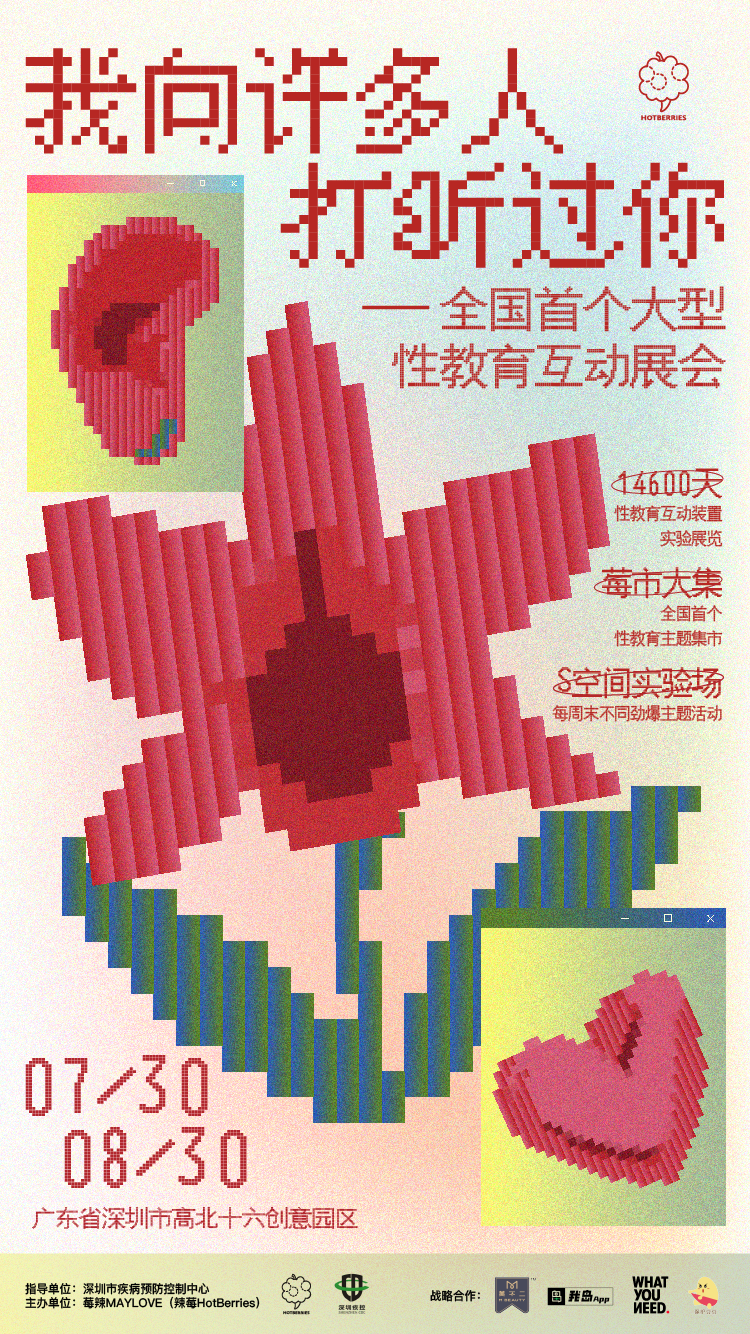 我向许多人
HOTBERRIES
打听过你
——全国首个大型
性教育互动展会
14600天
性教育互动装置
实验展览
莓市大集
全国首个
性教育主题集市
S空间实验场
每周末不同劲爆主题活动
07/30
08/30
广东省深圳市高北十六创意园区
指导单位：深圳市疾病预防控制中心
主办单位：莓辣MAYLOVE（辣莓HotBerries）
HOTBERRIES
深圳疾控
战略合作：
M BEAUTY
我岛App
WHAT
YOU
NEED.